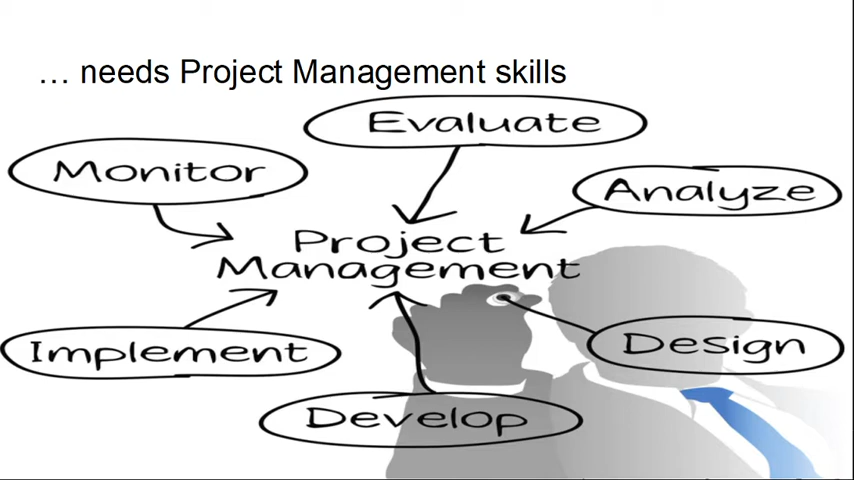 … needs Project Management skills
Evaluate
Monitor
Analyze
Project
Management
Implement
Design
Develop